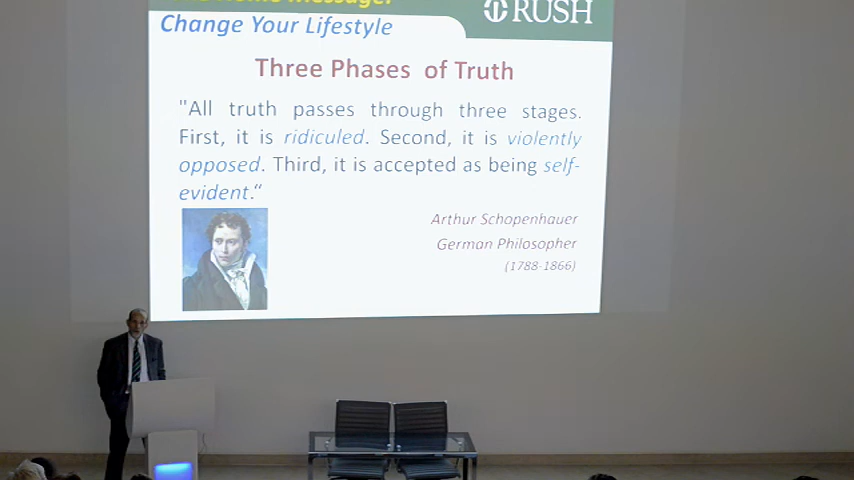 Message:
Change Your Lifestyle
RUSH
Three Phases of Truth
"All truth passes through three stages.
First, it is ridiculed. Second, it is violently
opposed. Third, it is accepted as being self-
evident.“
Arthur Schopenhauer
German Philosopher
(1788-1866)